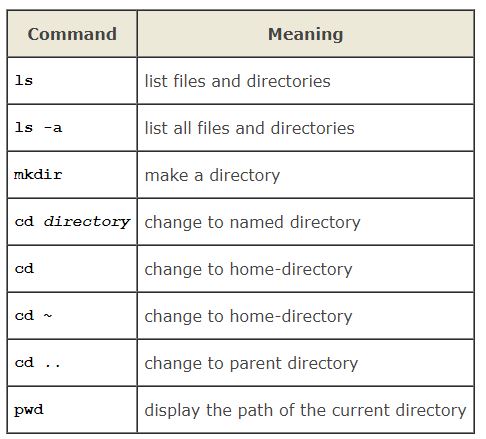 Command Meaning
ls list files and directories
ls -a list all files and directories
mkdir make a directory
cd directory change to named directory
cd change to home-directory
cd ~ change to home-directory
cd .. change to parent directory
pwd display the path of the current directory